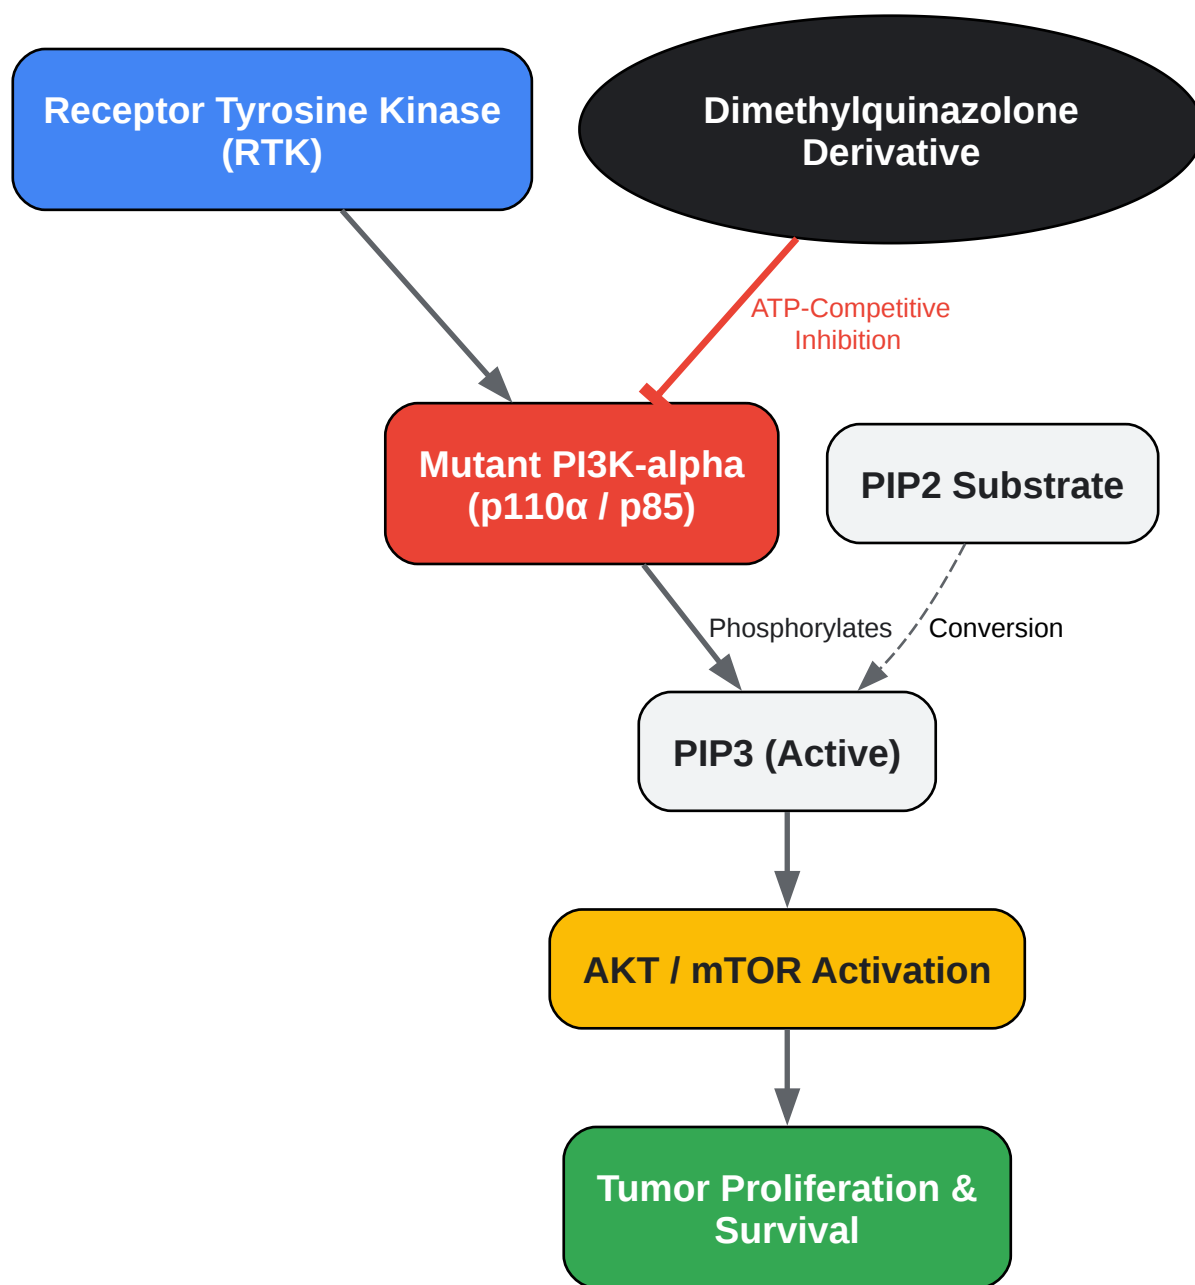 Receptor Tyrosine Kinase
(RTK)
Dimethylquinazolone
Derivative
ATP-Competitive
Inhibition
Mutant PI3K-alpha
(p110α / p85)
PIP2 Substrate
Phosphorylates
Conversion
PIP3 (Active)
AKT / mTOR Activation
Tumor Proliferation &
Survival